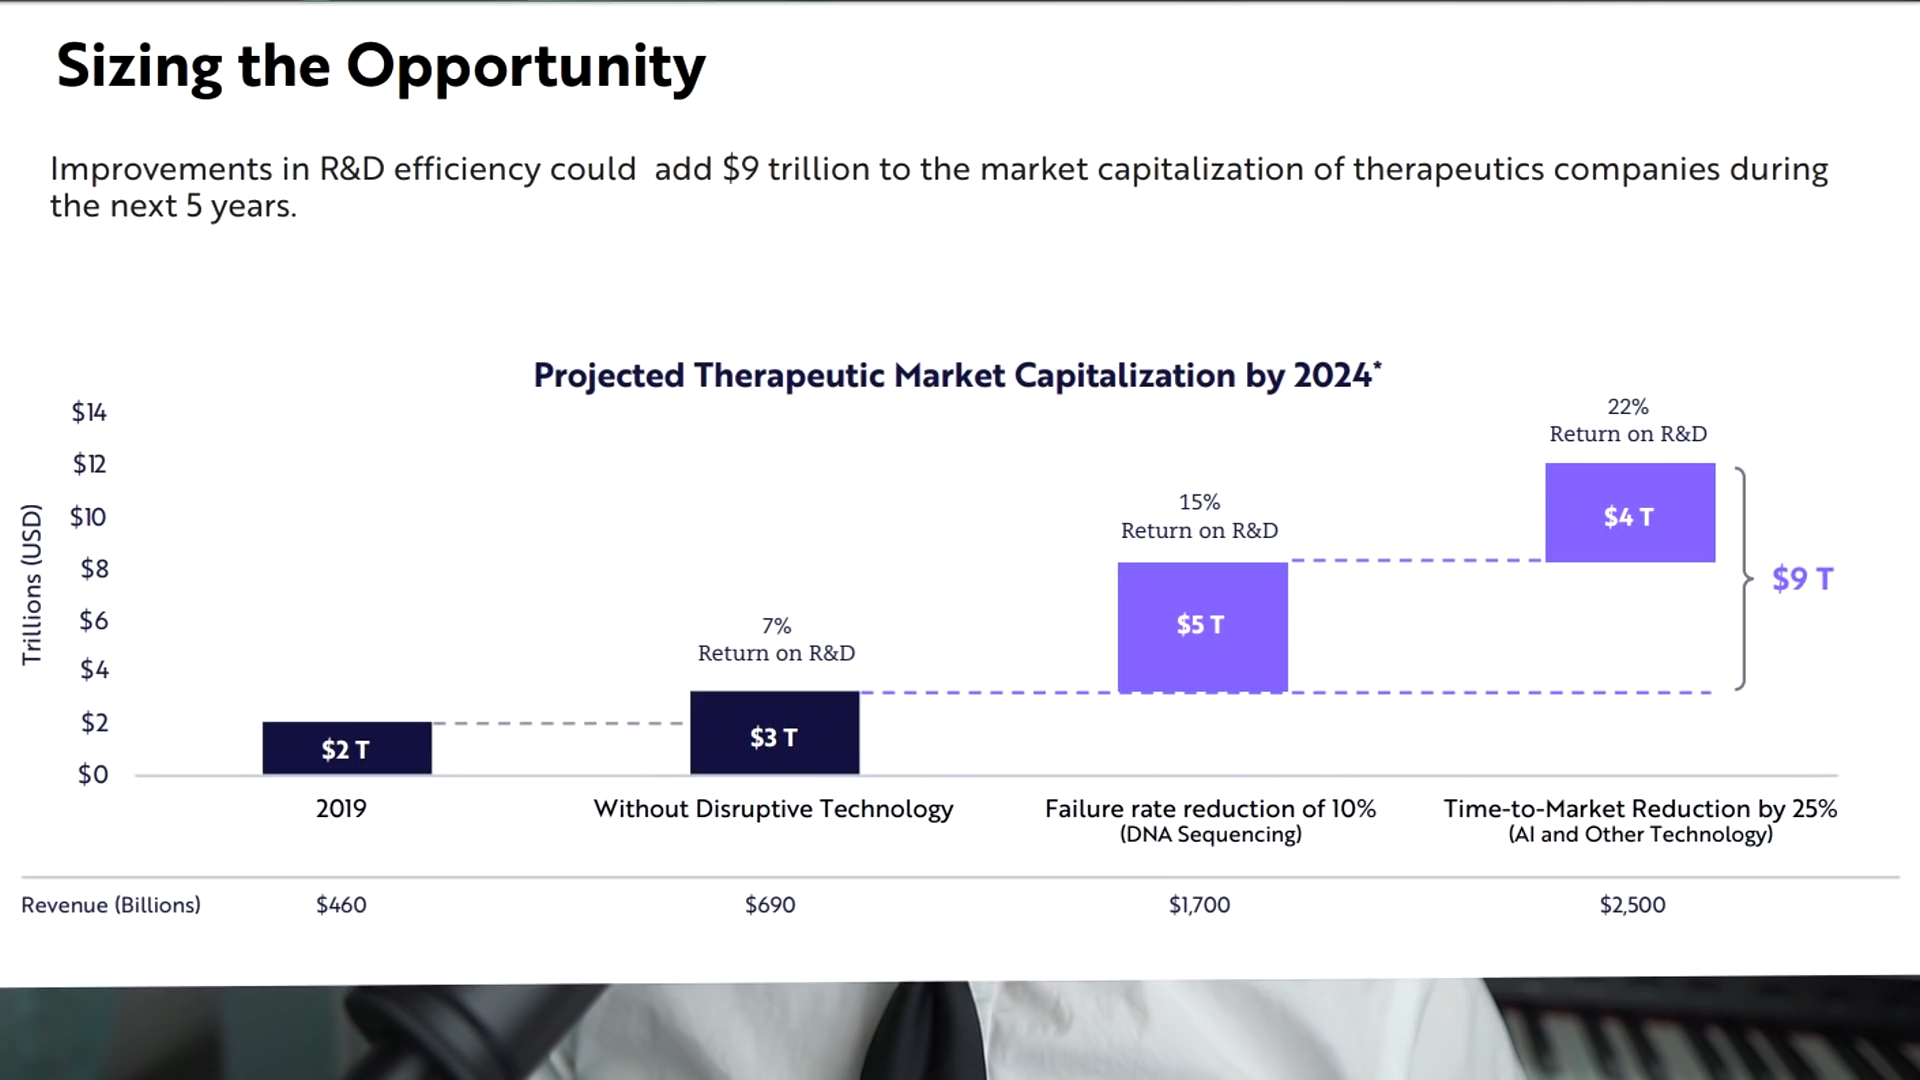 Sizing the Opportunity
Improvements in R&D efficiency could  add $9 trillion to the market capitalization of therapeutics companies during
the next 5 years.
Projected Therapeutic Market Capitalization by 2024*
Trillions (USD)
$14
$12
$10
$8
$6
$4
$2
$0
$2 T
7%
Return on R&D
$3 T
15%
Return on R&D
$5 T
22%
Return on R&D
$4 T
$9 T
2019
Without Disruptive Technology
Failure rate reduction of 10%
(DNA Sequencing)
Time-to-Market Reduction by 25%
(AI and Other Technology)
Revenue (Billions) $460 $690 $1,700 $2,500